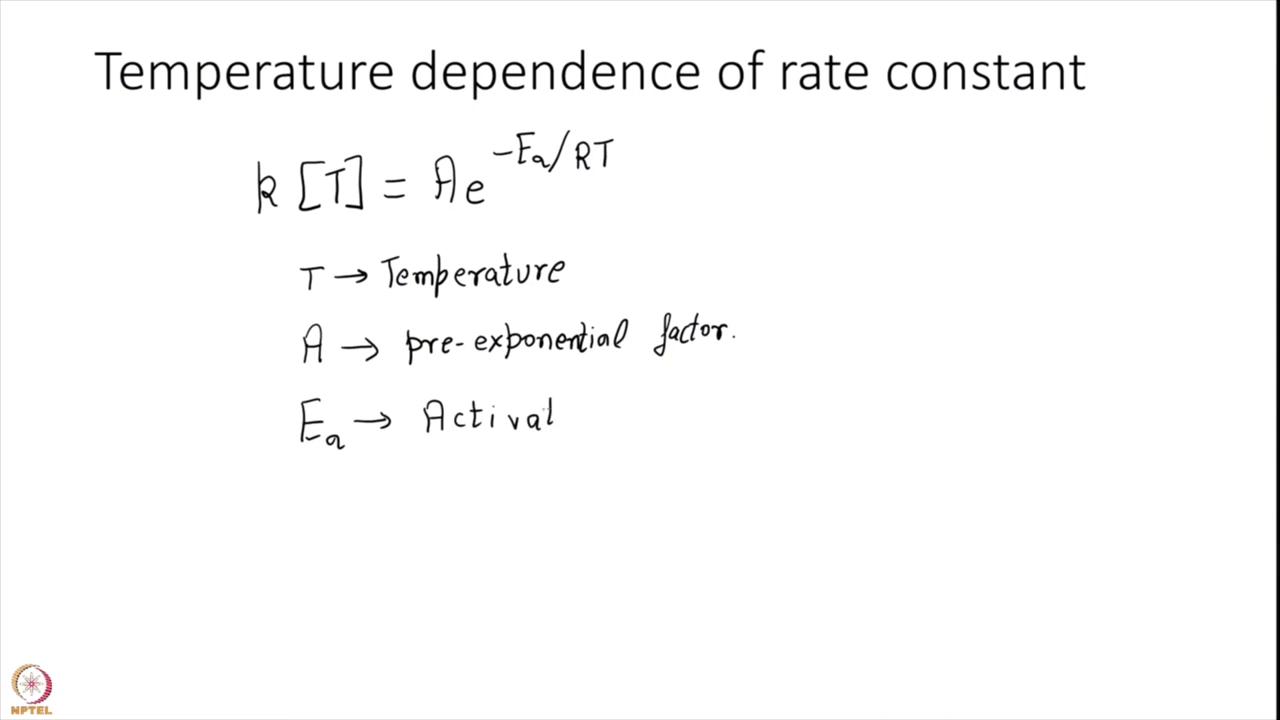 Temperature dependence of rate constant
k [T] = Ae^{-Ea/RT}
T → Temperature
A → pre-exponential factor.
Ea → Actival
NPTEL